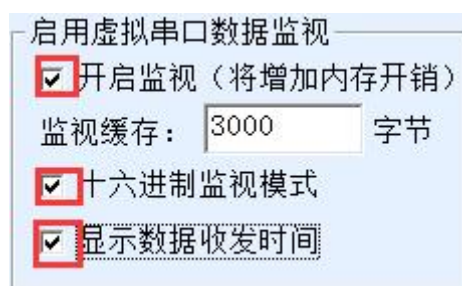 启用虚拟串口数据监视
开启监视（将增加内存开销）
监视缓存： 3000 字节
十六进制监视模式
显示数据收发时间